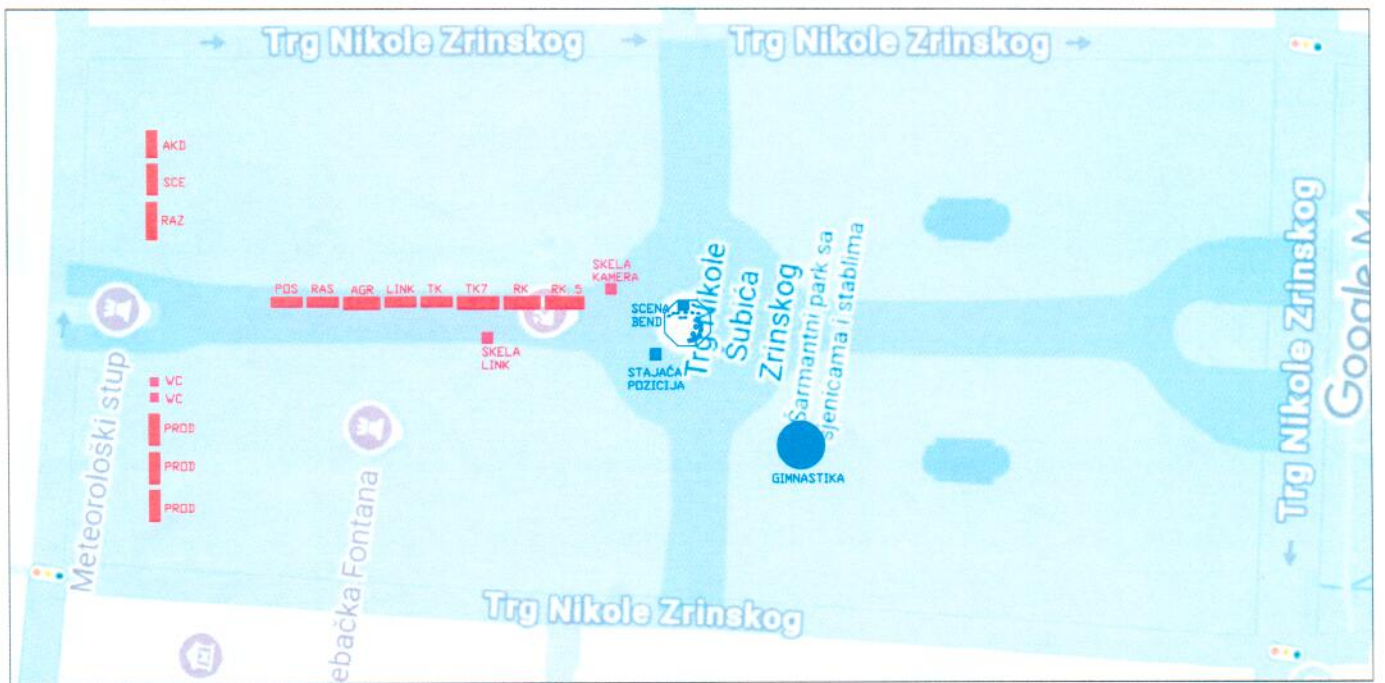 Trg Nikole Zrinskog
Trg Nikole Zrinskog
AKD
SCE
RAZ
POS
RAS
AGR
LINK
TK
TK7
RK
RK 5
SKELA
KAMERA
SKELA
LINK
SCENA
BEND
STAJAĆA
POZICIJA
Trg Nikole
Šubića
Zrinskog
Šarmantni park sa
sjenicama i stablima
GIMNASTIKA
WC
WC
PROD
PROD
PROD
Meteorološki stup
ebačka Fontana
Trg Nikole Zrinskog
Trg Nikole Zrinskog
Google M